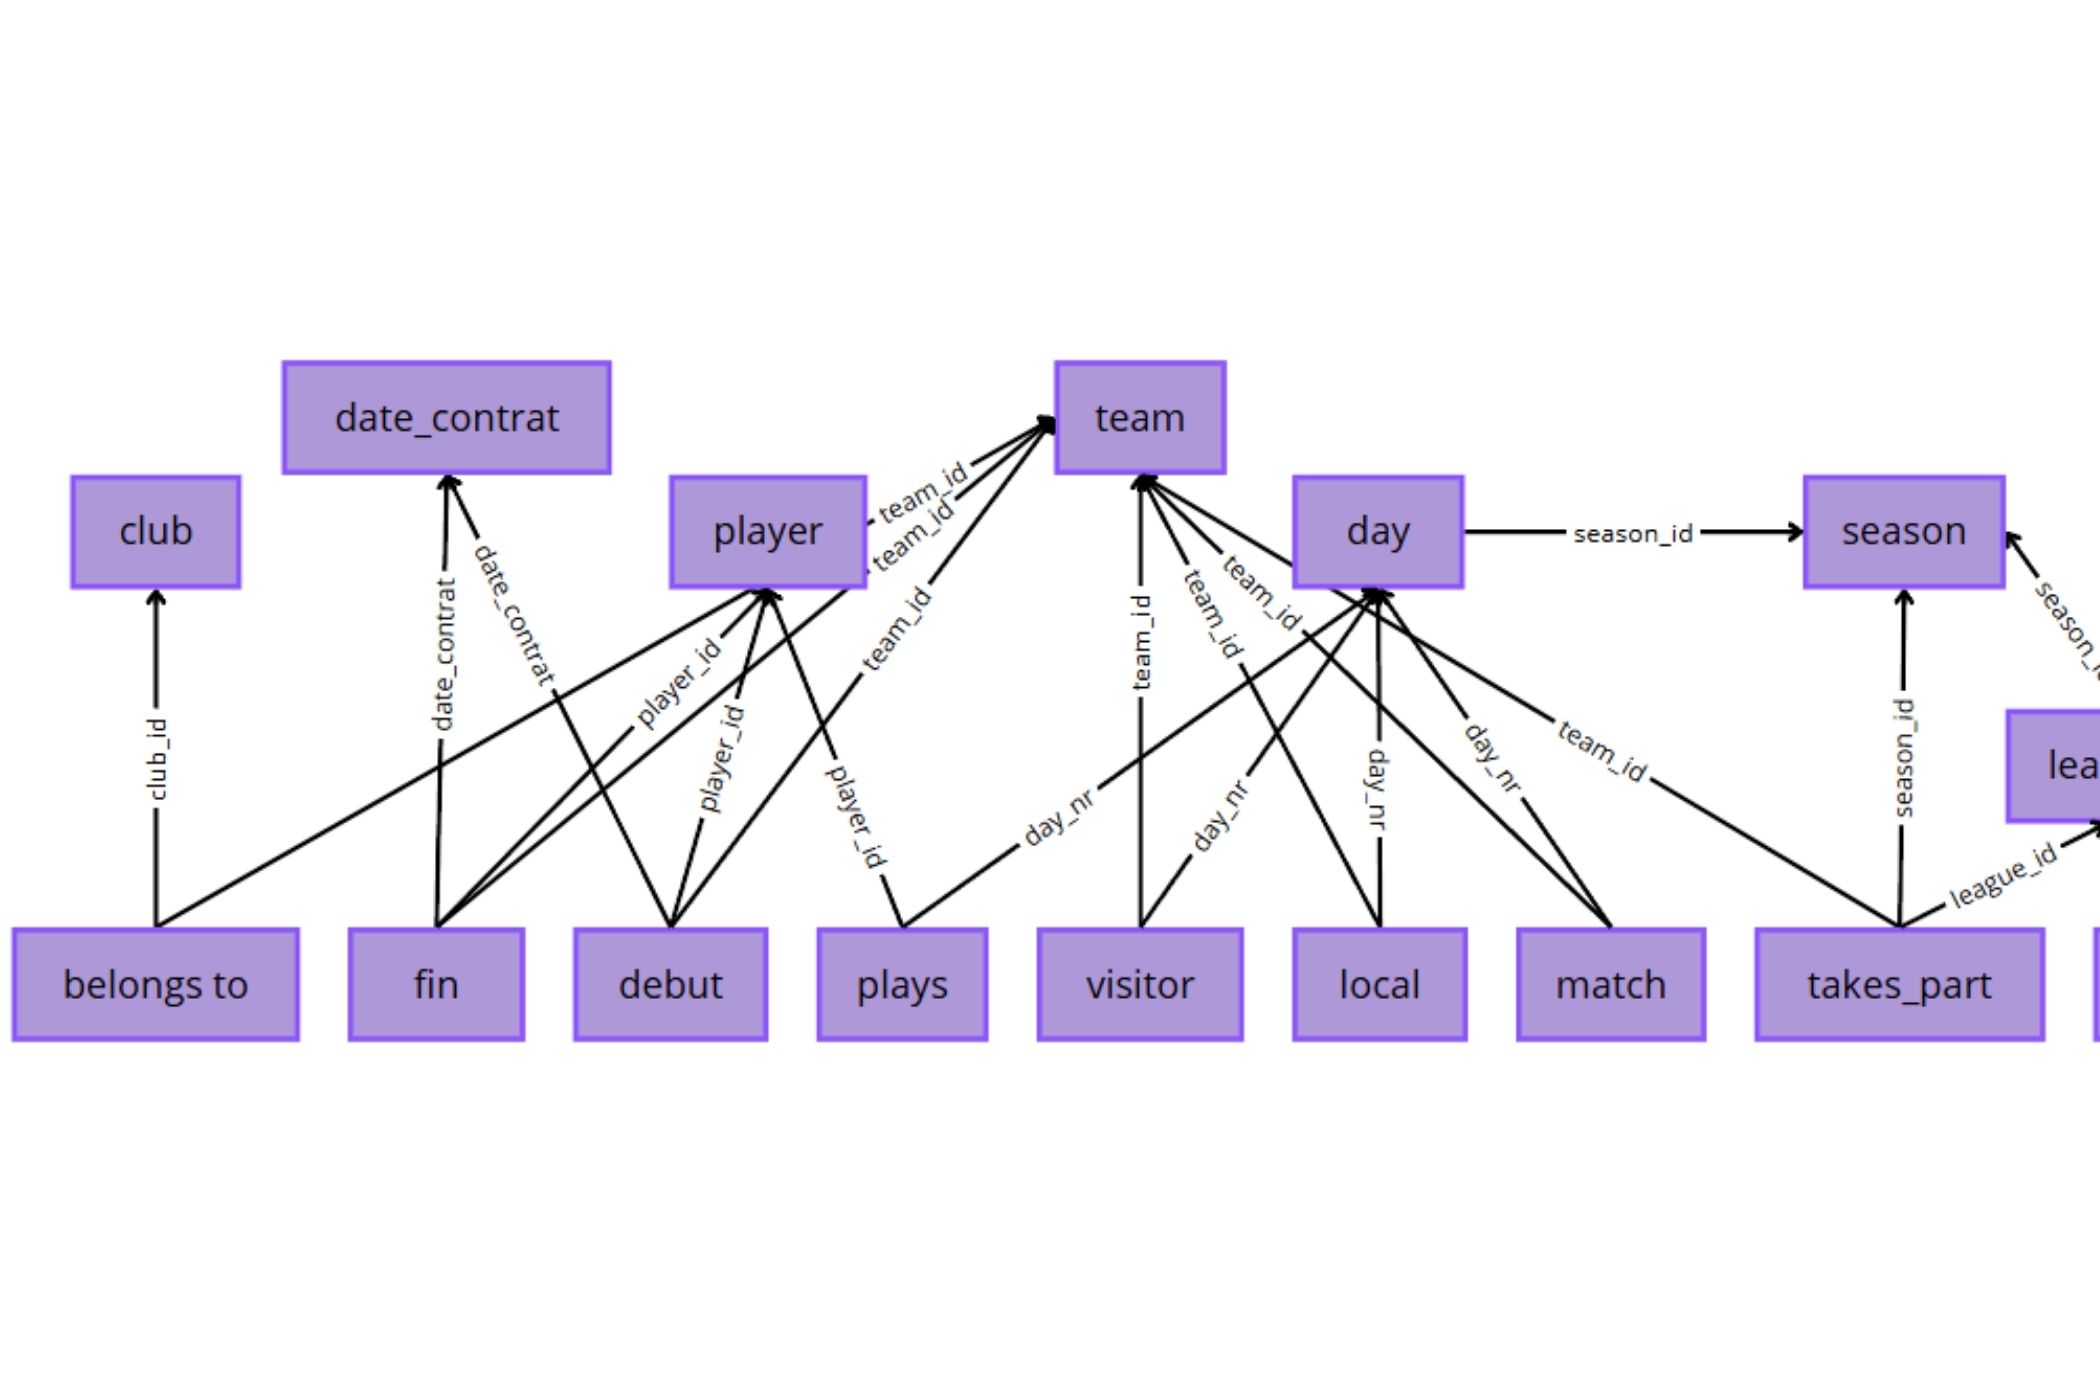 date_contrat
team
club
player
day
season_id
season
team_id
team_id
team_id
date_contrat
date_contrat
player_id
player_id
player_id
club_id
team_id
team_id
team_id
day_nr
day_nr
day_nr
day_nr
team_id
season_id
league_id
belongs to
fin
debut
plays
visitor
local
match
takes_part